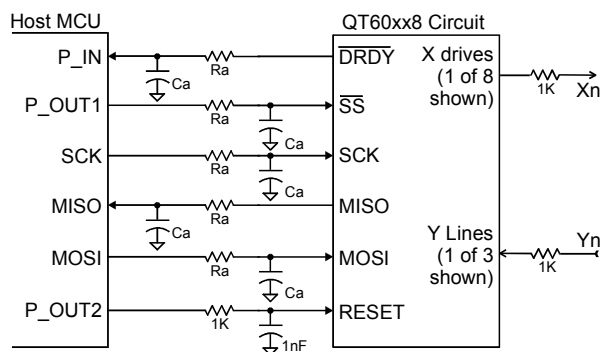 Host MCU
QT60xx8 Circuit
P_IN
Ca
Ra
DRDY
X drives
(1 of 8
shown)
1K
Xn
P_OUT1
Ra
Ca
SS
SCK
Ra
Ca
SCK
MISO
Ca
Ra
MISO
MOSI
Ra
Ca
MOSI
Y Lines
(1 of 3
shown)
1K
Yn
P_OUT2
1K
1nF
RESET